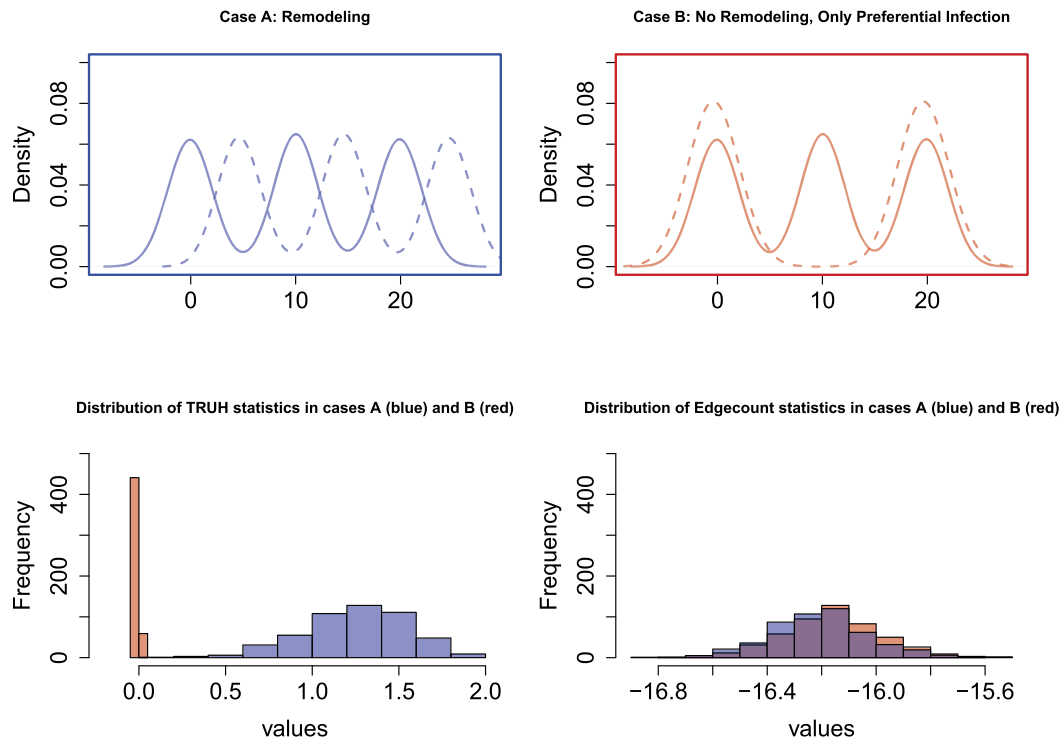 Case A: Remodeling
Case B: No Remodeling, Only Preferential Infection
Density
0.00
0.04
0.08
0
10
20
Density
0.00
0.04
0.08
0
10
20
Distribution of TRUH statistics in cases A (blue) and B (red)
Distribution of Edgecount statistics in cases A (blue) and B (red)
Frequency
0
200
400
0.0
0.5
1.0
1.5
2.0
values
Frequency
0
200
400
−16.8
−16.4
−16.0
−15.6
values